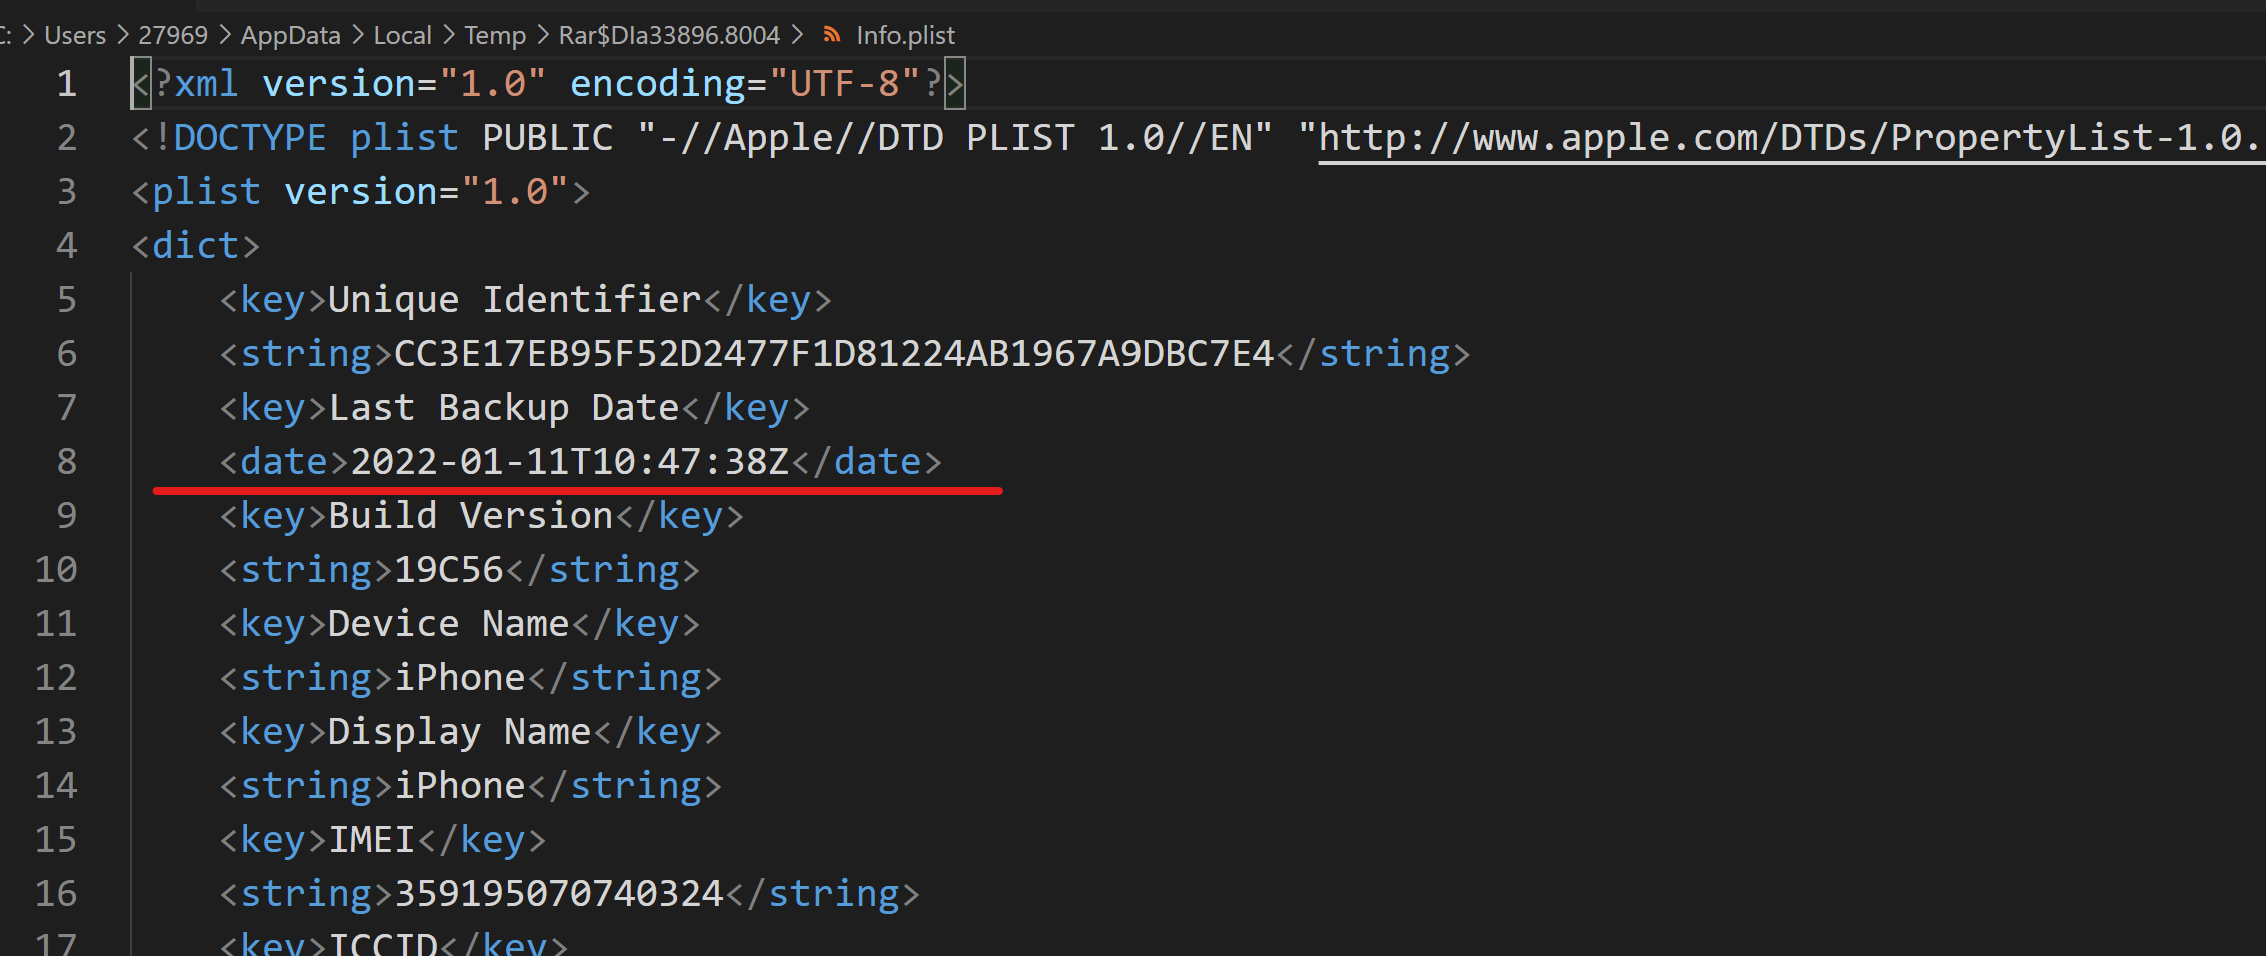 C: > Users > 27969 > AppData > Local > Temp > Rar$DIa33896.8004 > Info.plist
1 <?xml version="1.0" encoding="UTF-8"?>
2 <!DOCTYPE plist PUBLIC "-//Apple//DTD PLIST 1.0//EN" "http://www.apple.com/DTDs/PropertyList-1.0.
3 <plist version="1.0">
4 <dict>
5 <key>Unique Identifier</key>
6 <string>CC3E17EB95F52D2477F1D81224AB1967A9DBC7E4</string>
7 <key>Last Backup Date</key>
8 <date>2022-01-11T10:47:38Z</date>
9 <key>Build Version</key>
10 <string>19C56</string>
11 <key>Device Name</key>
12 <string>iPhone</string>
13 <key>Display Name</key>
14 <string>iPhone</string>
15 <key>IMEI</key>
16 <string>359195070740324</string>
17 <key>ICCID</key>